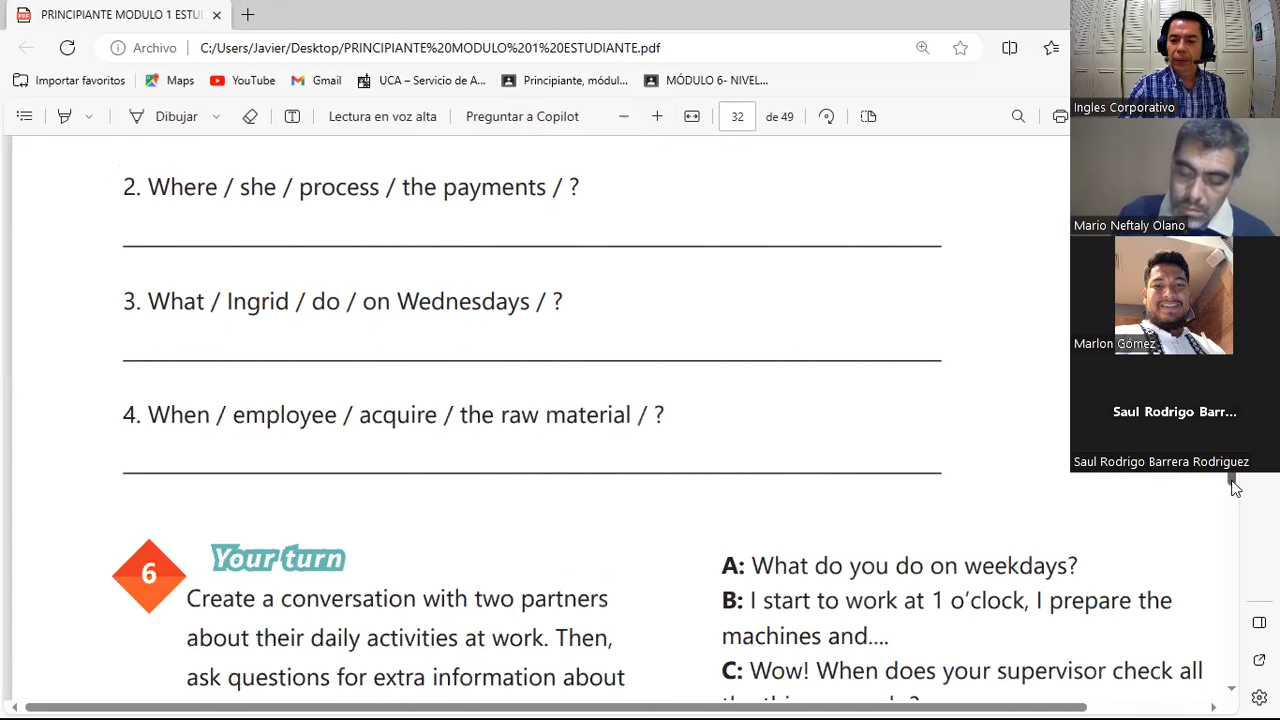 PRINCIPIANTE MODULO 1 ESTU
Archivo
C:/Users/Javier/Desktop/PRINCIPIANTE%20MODULO%201%20ESTUDIANTE.pdf
Importar favoritos
Maps
YouTube
Gmail
UCA – Servicio de A...
Principiante, módul...
MÓDULO 6- NIVEL...
Dibujar
Lectura en voz alta
Preguntar a Copilot
32
de 49
2. Where / she / process / the payments / ?
3. What / Ingrid / do / on Wednesdays / ?
4. When / employee / acquire / the raw material / ?
6
Your turn
Create a conversation with two partners
about their daily activities at work. Then,
ask questions for extra information about
A: What do you do on weekdays?
B: I start to work at 1 o’clock, I prepare the
machines and....
C: Wow! When does your supervisor check all
Ingles Corporativo
Mario Neftaly Olano
Marlon Gómez
Saul Rodrigo Barr...
Saul Rodrigo Barrera Rodriguez